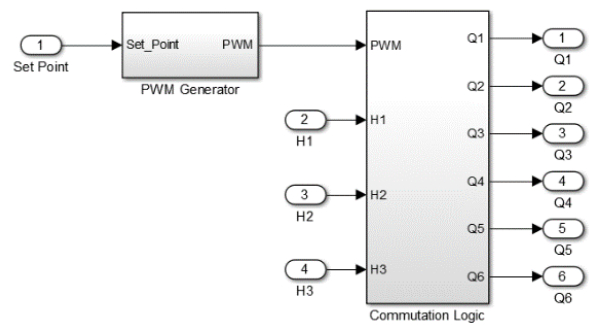 1
Set Point
Set_Point PWM
PWM Generator
PWM
2
H1
H1
3
H2
H2
4
H3
H3
Q1
1
Q1
Q2
2
Q2
Q3
3
Q3
Q4
4
Q4
Q5
5
Q5
Q6
6
Q6
Commutation Logic